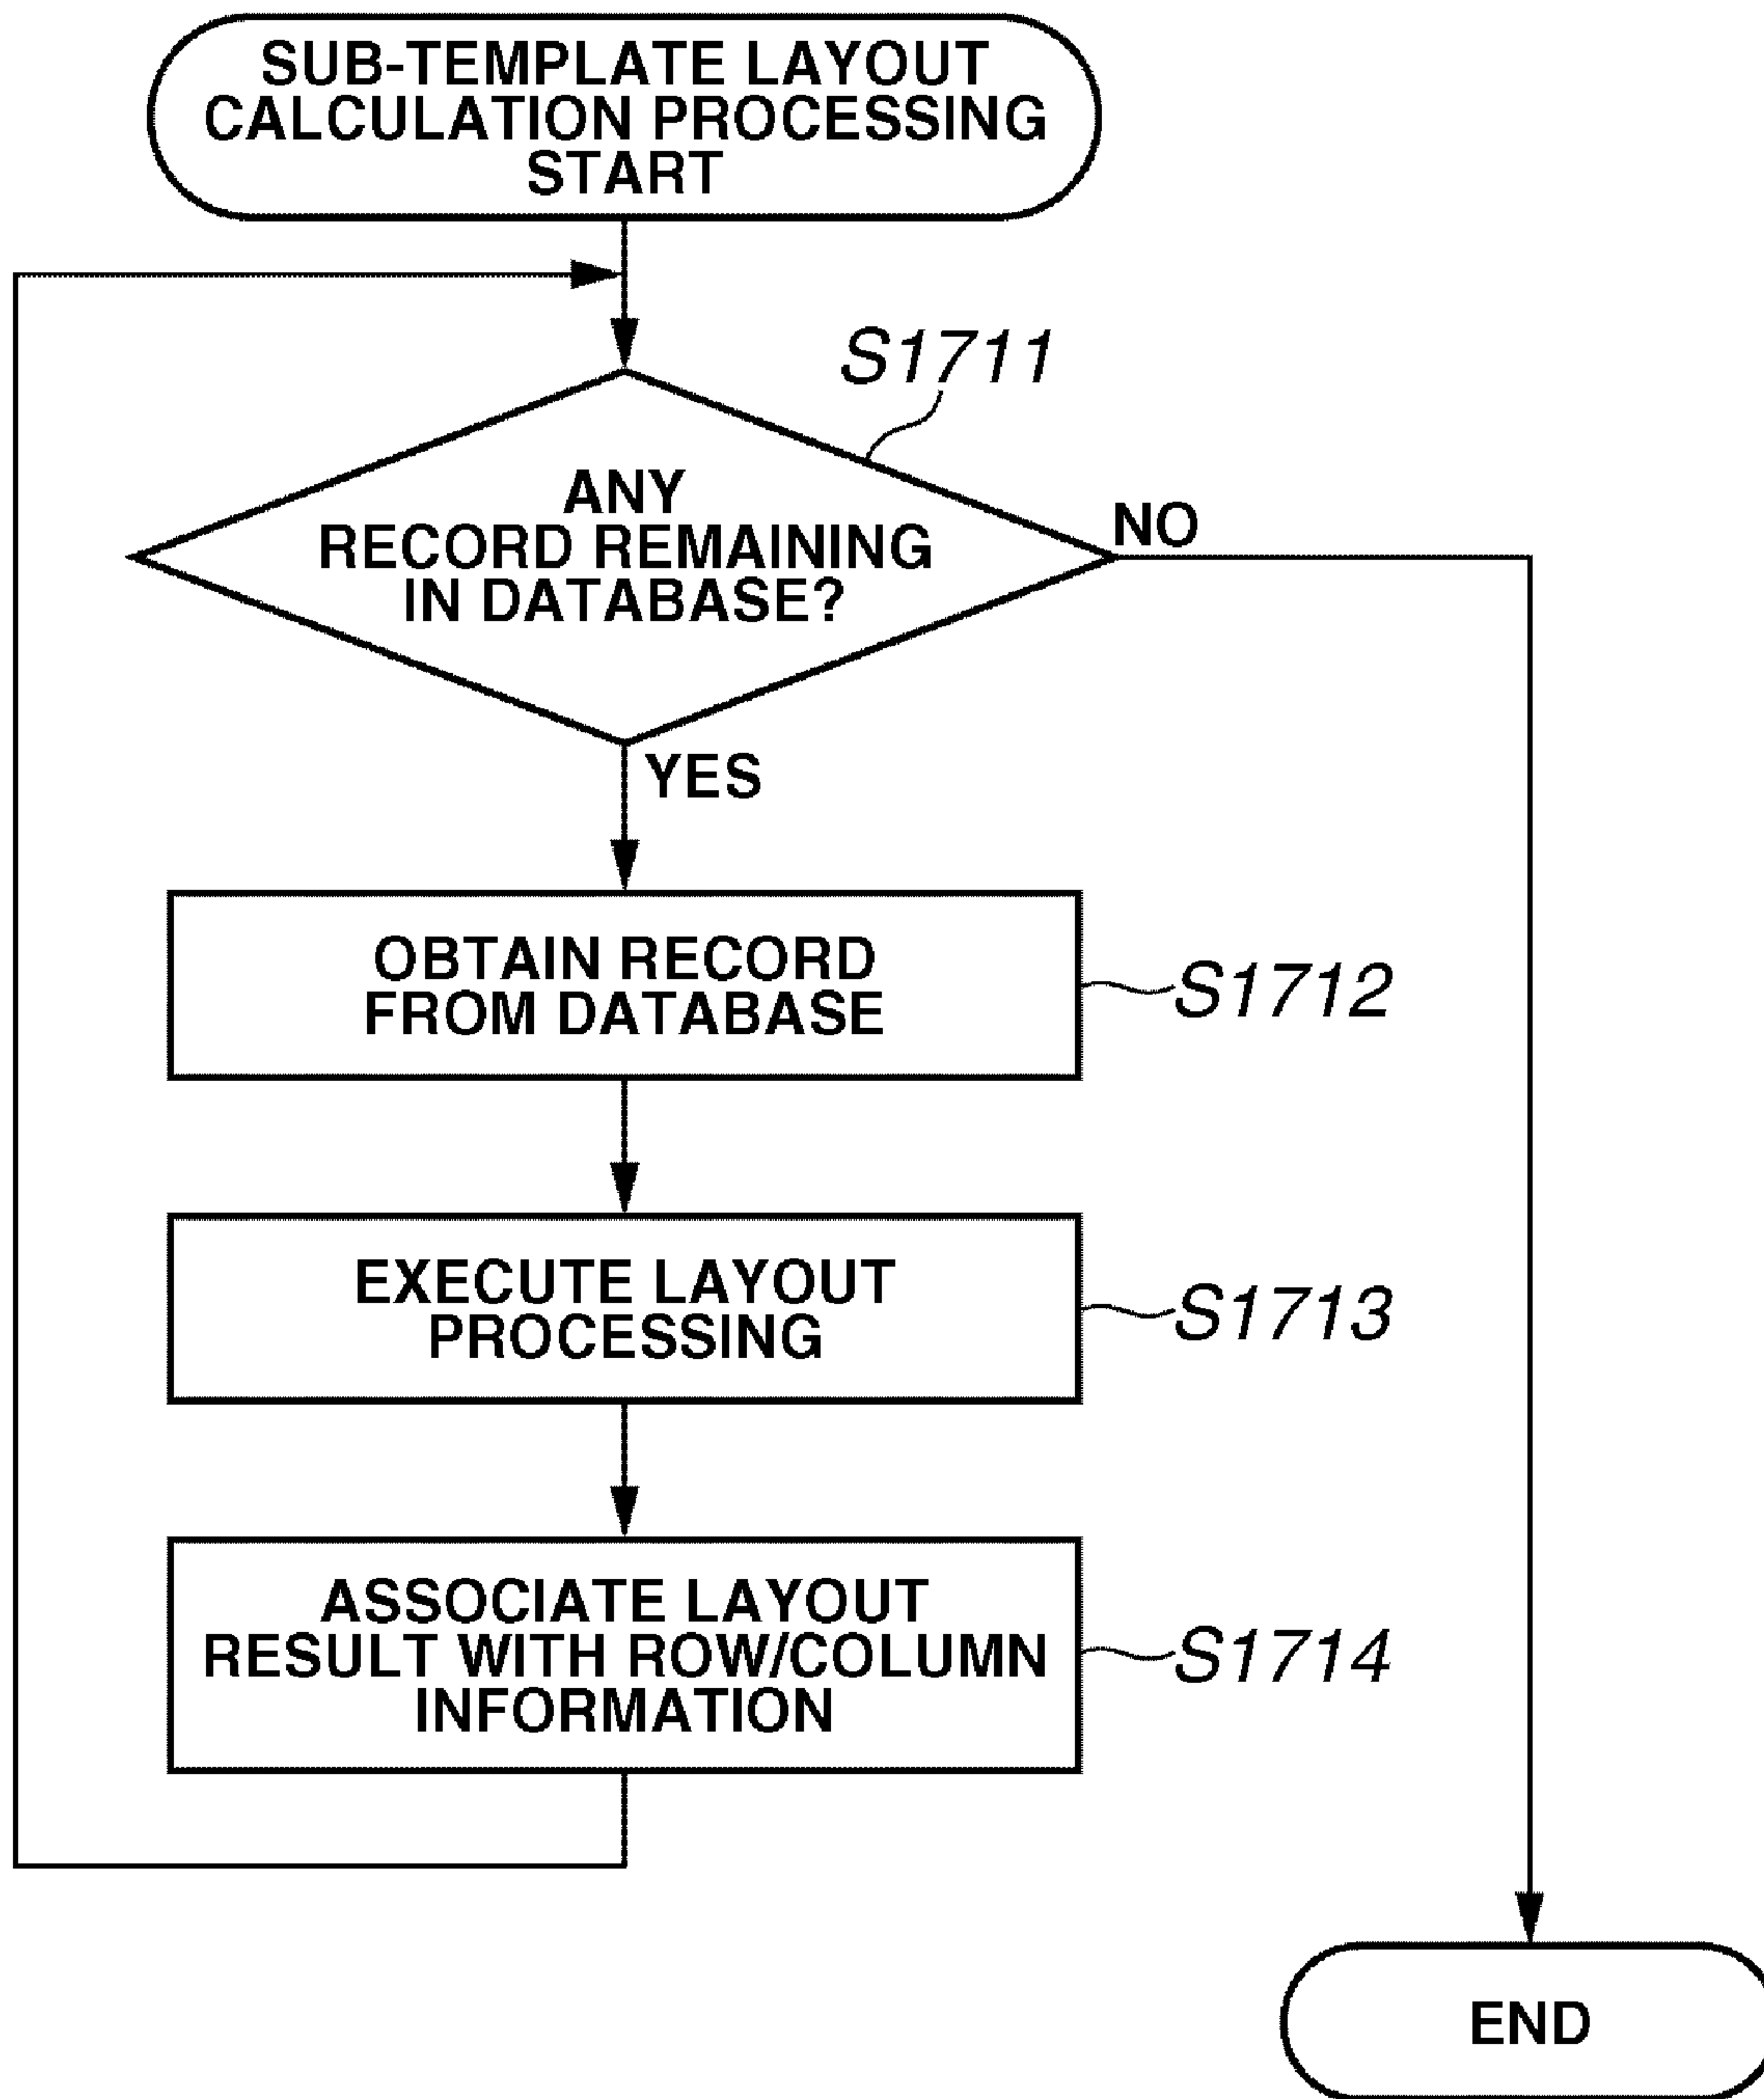 SUB-TEMPLATE LAYOUT
CALCULATION PROCESSING
START
S1711
ANY
RECORD REMAINING
IN DATABASE?
NO
YES
OBTAIN RECORD
FROM DATABASE
S1712
EXECUTE LAYOUT
PROCESSING
S1713
ASSOCIATE LAYOUT
RESULT WITH ROW/COLUMN
INFORMATION
S1714
END